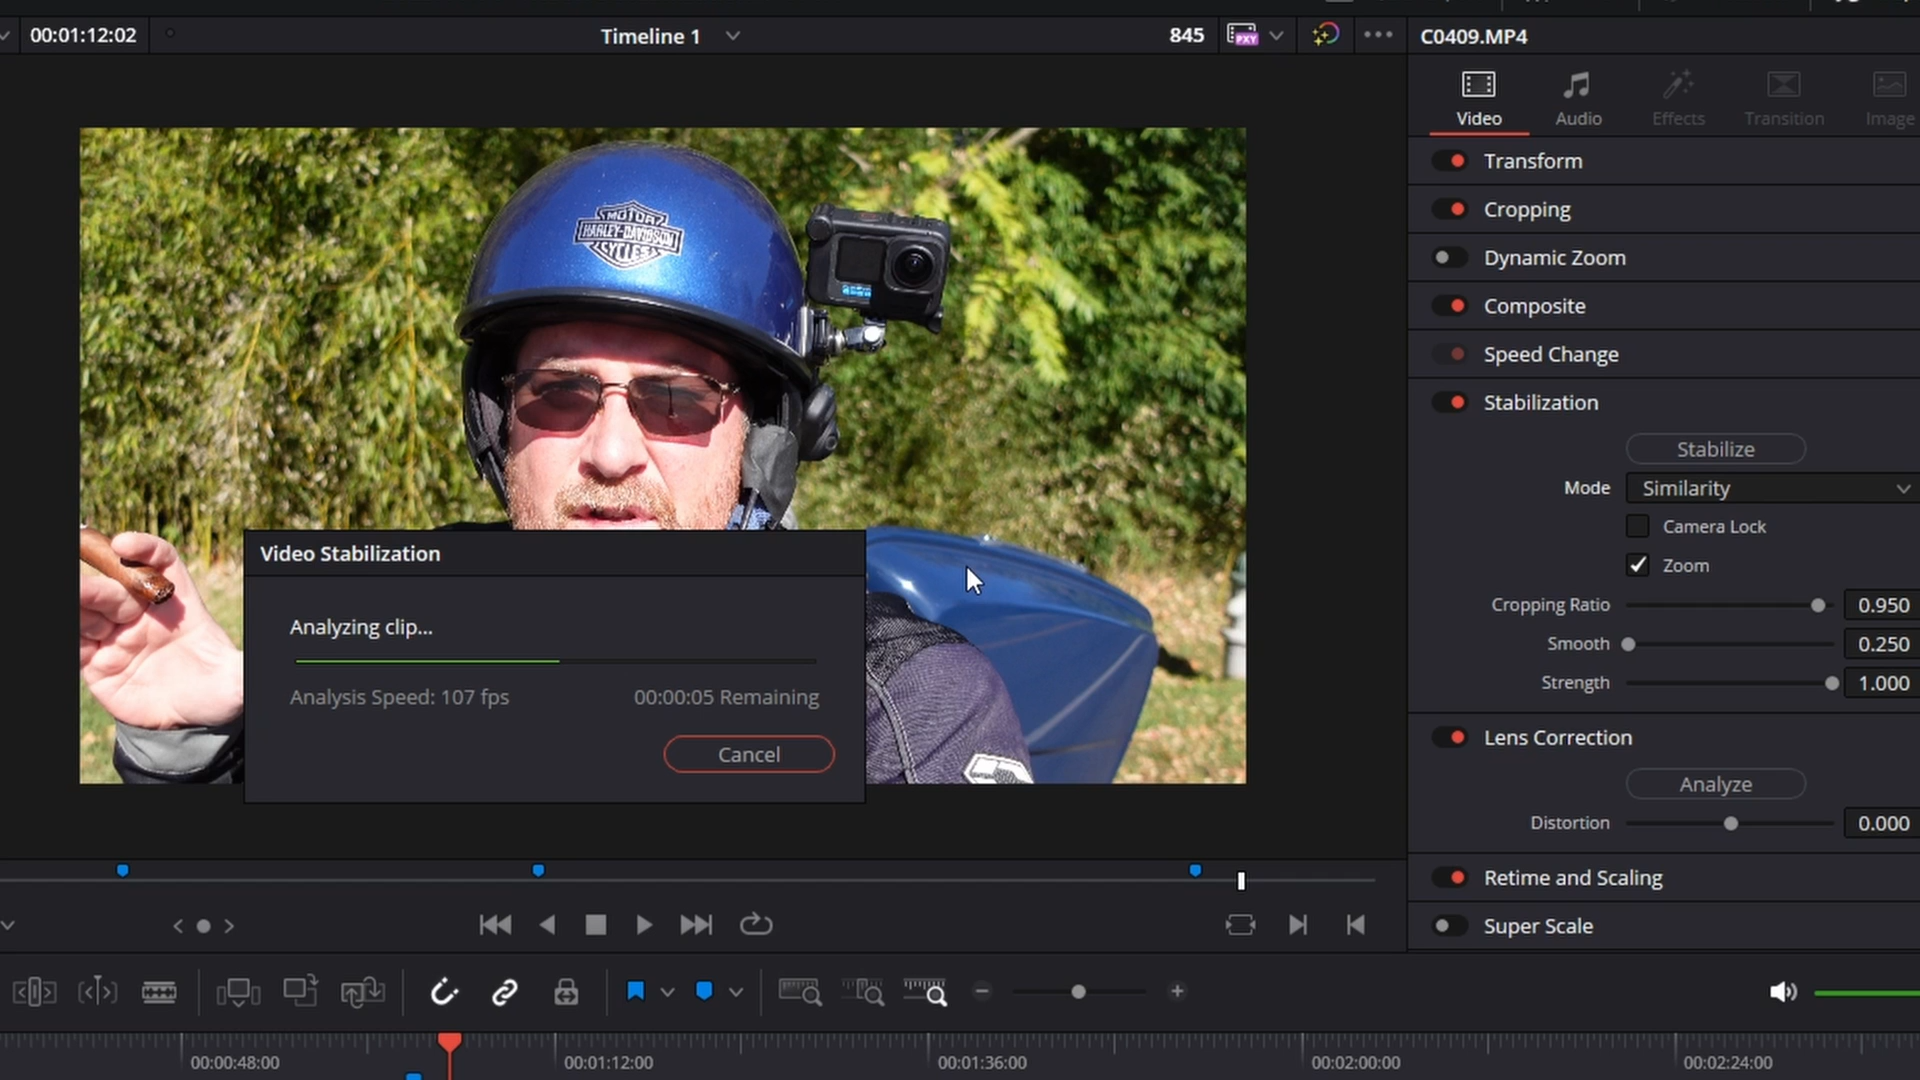 00:01:12:02
Timeline 1
845
PXY
C0409.MP4
Video
Audio
Effects
Transition
Image
Transform
Cropping
Dynamic Zoom
Composite
Speed Change
Stabilization
Stabilize
Mode
Similarity
Camera Lock
Zoom
Cropping Ratio
0.950
Smooth
0.250
Strength
1.000
Lens Correction
Analyze
Distortion
0.000
Retime and Scaling
Super Scale
MOTOR
HARLEY-DAVIDSON
CYCLES
Video Stabilization
Analyzing clip...
Analysis Speed: 107 fps
00:00:05 Remaining
Cancel
00:00:48:00
00:01:12:00
00:01:36:00
00:02:00:00
00:02:24:00